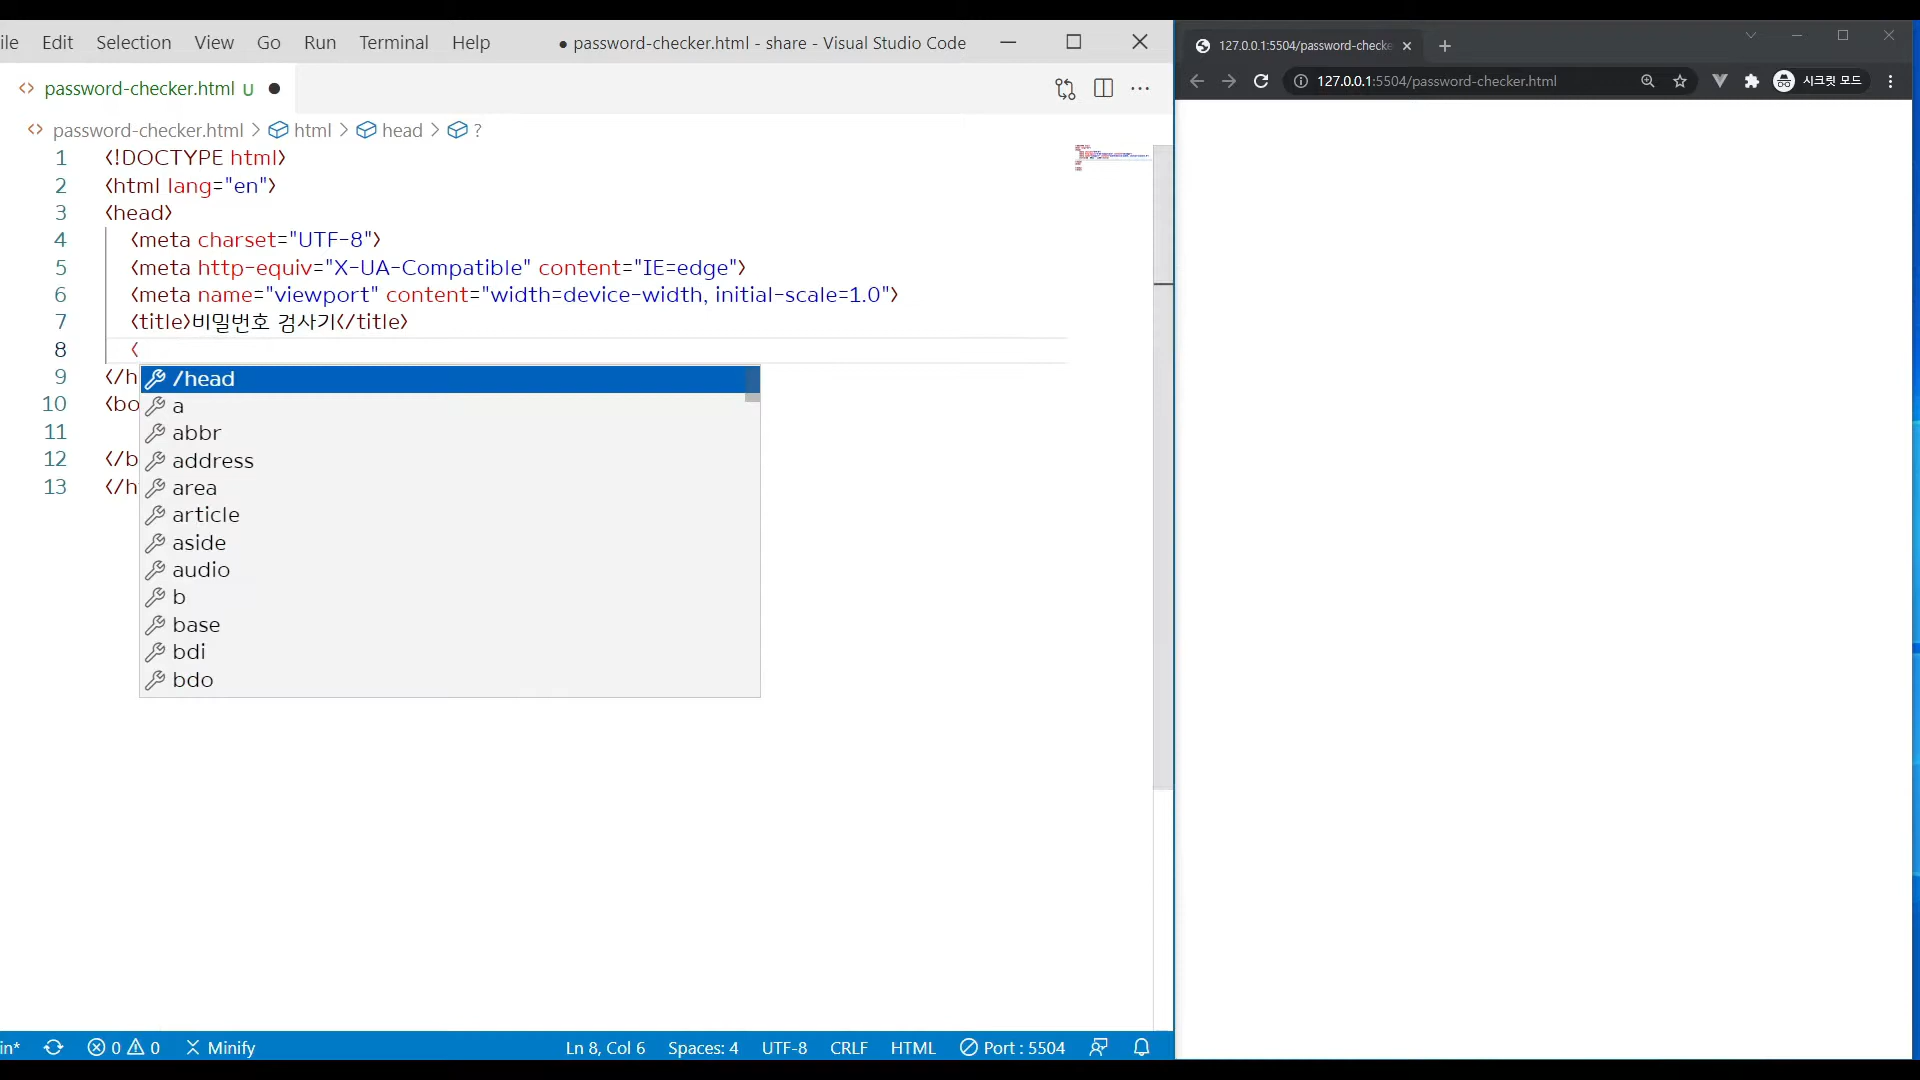 ile Edit Selection View Go Run Terminal Help ● password-checker.html - share - Visual Studio Code
password-checker.html U ●
password-checker.html > html > head > ?
1 <!DOCTYPE html>
2 <html lang="en">
3 <head>
4 <meta charset="UTF-8">
5 <meta http-equiv="X-UA-Compatible" content="IE=edge">
6 <meta name="viewport" content="width=device-width, initial-scale=1.0">
7 <title>비밀번호 검사기</title>
8 <
9 </h
10 <bo
11
12 </b
13 </h
/head
a
abbr
address
area
article
aside
audio
b
base
bdi
bdo
in* 0 0 Minify Ln 8, Col 6 Spaces: 4 UTF-8 CRLF HTML Port : 5504
127.0.0.1:5504/password-checke
127.0.0.1:5504/password-checker.html 시크릿 모드